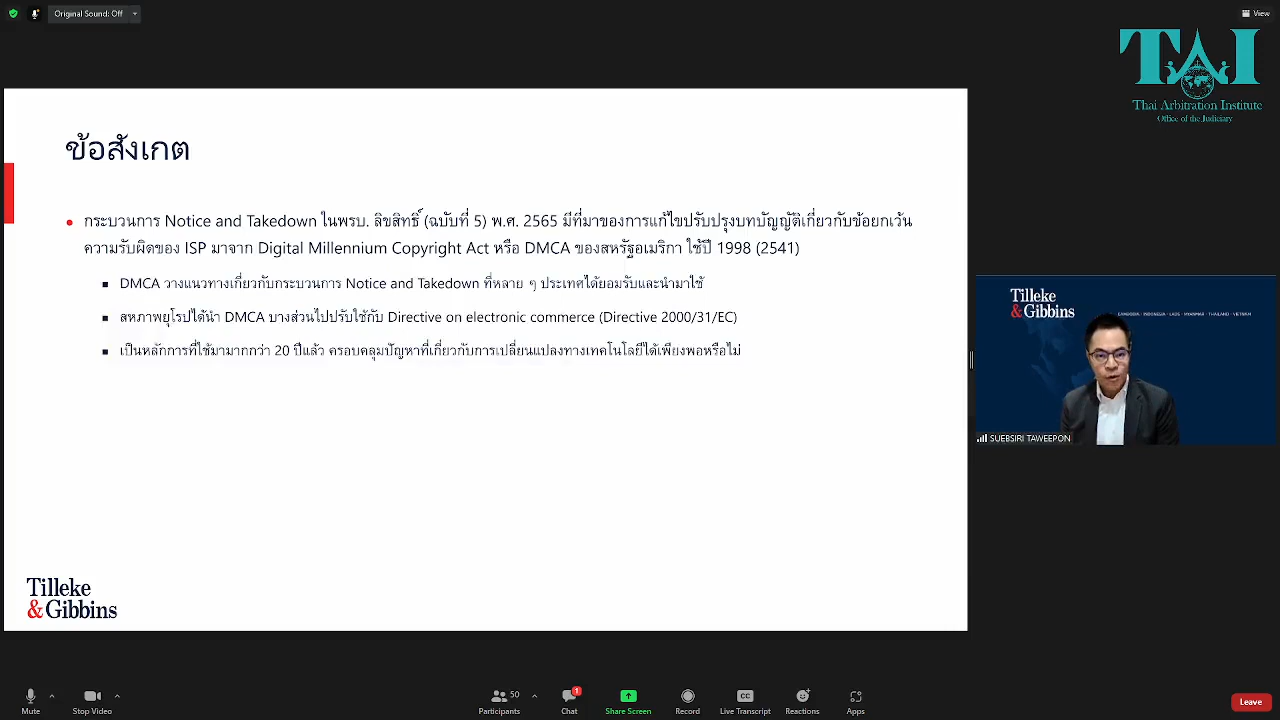 Original Sound: Off
View
TAI
Thai Arbitration Institute
Office of the Judiciary
ข้อสังเกต
กระบวนการ Notice and Takedown ในพรบ. ลิขสิทธิ์ (ฉบับที่ 5) พ.ศ. 2565 มีที่มาของการแก้ไขปรับปรุงบทบัญญัติเกี่ยวกับข้อยกเว้น
ความรับผิดของ ISP มาจาก Digital Millennium Copyright Act หรือ DMCA ของสหรัฐอเมริกา ใช้ปี 1998 (2541)
DMCA วางแนวทางเกี่ยวกับกระบวนการ Notice and Takedown ที่หลาย ๆ ประเทศได้ยอมรับและนำมาใช้
สหภาพยุโรปได้นำ DMCA บางส่วนไปปรับใช้กับ Directive on electronic commerce (Directive 2000/31/EC)
เป็นหลักการที่ใช้มามากกว่า 20 ปีแล้ว ครอบคลุมปัญหาที่เกี่ยวกับการเปลี่ยนแปลงทางเทคโนโลยีได้เพียงพอหรือไม่
Tilleke
& Gibbins
Tilleke
& Gibbins
CAMBODIA · INDONESIA · LAOS · MYANMAR · THAILAND · VIETNAM
SUEBSIRI TAWEEPON
Mute
Stop Video
50
Participants
1
Chat
Share Screen
Record
CC
Live Transcript
Reactions
Apps
Leave